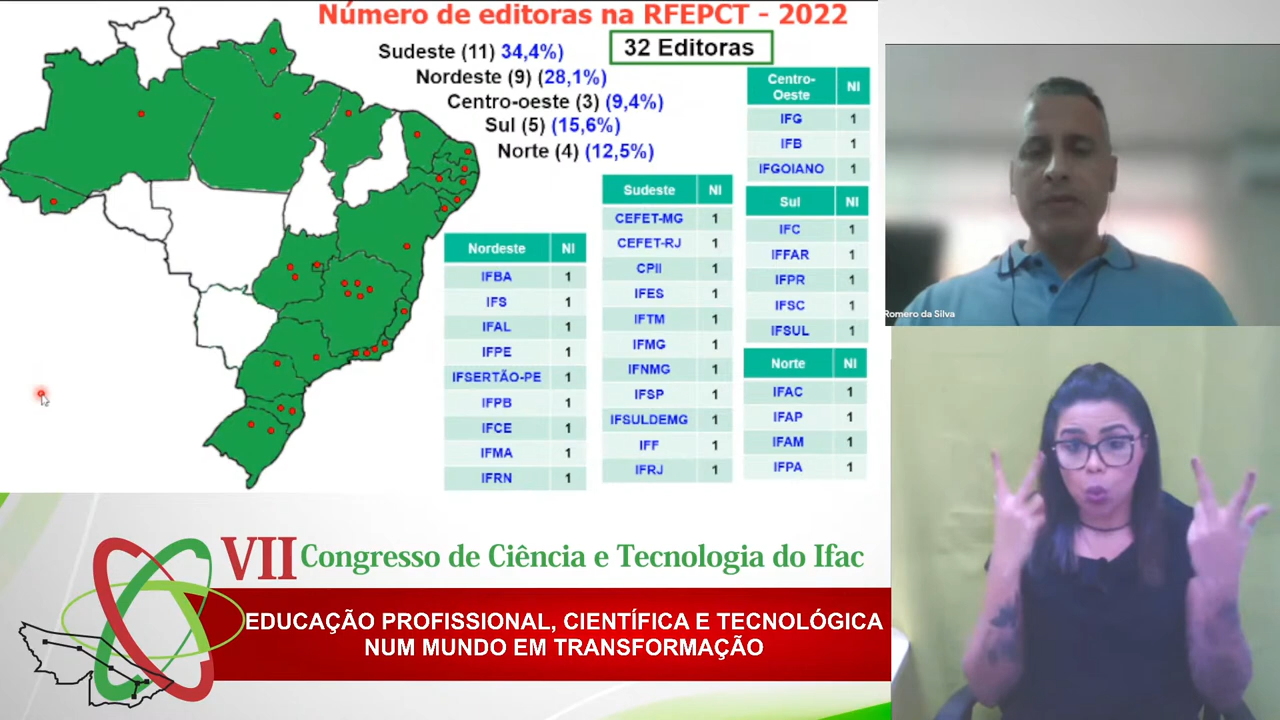 Número de editoras na RFEPCT - 2022
32 Editoras
Sudeste (11) 34,4%)
Nordeste (9) (28,1%)
Centro-oeste (3) (9,4%)
Sul (5) (15,6%)
Norte (4) (12,5%)
Nordeste NI
IFBA 1
IFS 1
IFAL 1
IFPE 1
IFSERTÃO-PE 1
IFPB 1
IFCE 1
IFMA 1
IFRN 1
Sudeste NI
CEFET-MG 1
CEFET-RJ 1
CPII 1
IFES 1
IFTM 1
IFMG 1
IFNMG 1
IFSP 1
IFSULDEMG 1
IFF 1
IFRJ 1
Centro-
Oeste NI
IFG 1
IFB 1
IFGOIANO 1
Sul NI
IFC 1
IFFAR 1
IFPR 1
IFSC 1
IFSUL 1
Norte NI
IFAC 1
IFAP 1
IFAM 1
IFPA 1
Romero da Silva
VII Congresso de Ciência e Tecnologia do Ifac
EDUCAÇÃO PROFISSIONAL, CIENTÍFICA E TECNOLÓGICA
NUM MUNDO EM TRANSFORMAÇÃO